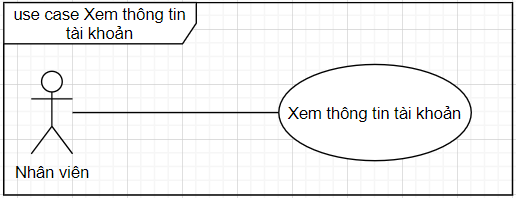 use case Xem thông tin
tài khoản
Xem thông tin tài khoản
Nhân viên